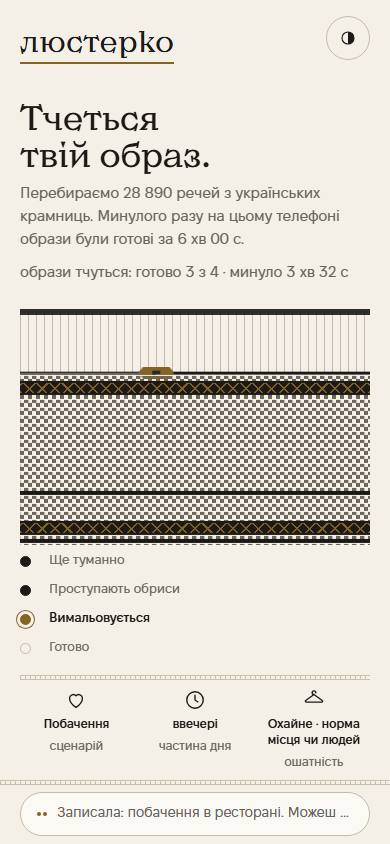 люстерко
Тчеться
твій образ.
Перебираємо 28 890 речей з українських
крамниць. Минулого разу на цьому телефоні
образи були готові за 6 хв 00 с.
образи тчуться: готово 3 з 4 · минуло 3 хв 32 с
Ще туманно
Проступають обриси
Вимальовується
Готово
Побачення
сценарій
ввечері
частина дня
Охайне · норма
місця чи людей
ошатність
Записала: побачення в ресторані. Можеш ...